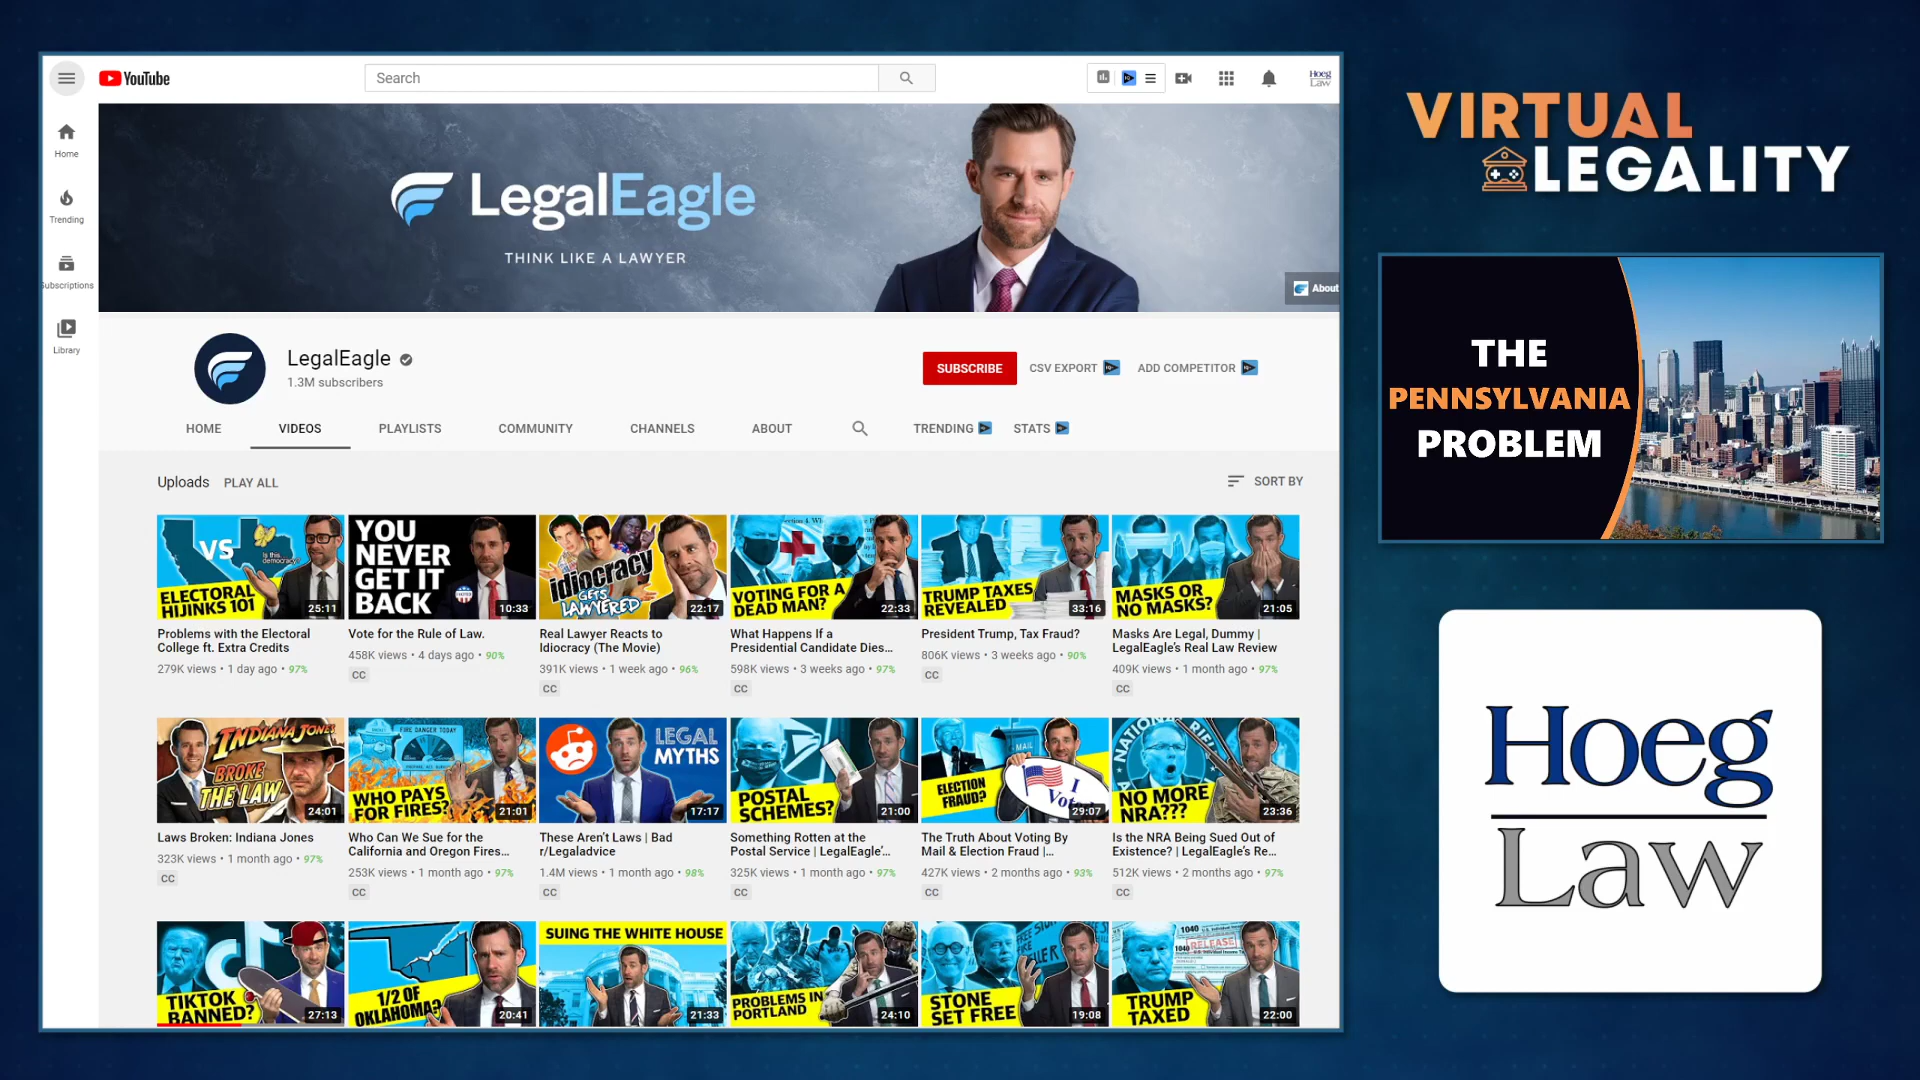 YouTube
Search
Hoeg
Law
Home
Trending
Subscriptions
Library
LegalEagle
THINK LIKE A LAWYER
About
LegalEagle
1.3M subscribers
SUBSCRIBE
CSV EXPORT
ADD COMPETITOR
HOME
VIDEOS
PLAYLISTS
COMMUNITY
CHANNELS
ABOUT
TRENDING
STATS
Uploads
PLAY ALL
SORT BY
VS
Is this
democracy
ELECTORAL
HIJINKS 101
25:11
Problems with the Electoral
College ft. Extra Credits
279K views • 1 day ago • 97%
YOU
NEVER
GET IT
BACK
10:33
Vote for the Rule of Law.
458K views • 4 days ago • 90%
CC
idiocracy
GETS
LAWYERED
22:17
Real Lawyer Reacts to
Idiocracy (The Movie)
391K views • 1 week ago • 96%
CC
VOTING FOR A
DEAD MAN?
22:33
What Happens If a
Presidential Candidate Dies...
598K views • 3 weeks ago • 97%
CC
TRUMP TAXES
REVEALED
33:16
President Trump, Tax Fraud?
806K views • 3 weeks ago • 90%
CC
MASKS OR
NO MASKS?
21:05
Masks Are Legal, Dummy |
LegalEagle's Real Law Review
409K views • 1 month ago • 97%
CC
INDIANA JONES
BROKE
THE LAW
24:01
Laws Broken: Indiana Jones
323K views • 1 month ago • 97%
CC
FIRE DANGER TODAY
WHO PAYS
FOR FIRES?
21:01
Who Can We Sue for the
California and Oregon Fires...
253K views • 1 month ago • 97%
CC
LEGAL
MYTHS
17:17
These Aren't Laws | Bad
r/Legaladvice
1.4M views • 1 month ago • 98%
CC
POSTAL
SCHEMES?
21:00
Something Rotten at the
Postal Service | LegalEagle'...
325K views • 1 month ago • 97%
CC
MAIL
ELECTION
FRAUD?
I
Vot
29:07
The Truth About Voting By
Mail & Election Fraud |...
427K views • 2 months ago • 93%
CC
NO MORE
NRA???
23:36
Is the NRA Being Sued Out of
Existence? | LegalEagle's Re...
512K views • 2 months ago • 97%
CC
TIKTOK
BANNED?
27:13
1/2 OF
OKLAHOMA?
20:41
SUING THE WHITE HOUSE
21:33
PROBLEMS IN
PORTLAND
24:10
STONE
SET FREE
19:08
1040
RELEASE
TRUMP
TAXED
22:00
VIRTUAL
LEGALITY
THE
PENNSYLVANIA
PROBLEM
Hoeg
Law